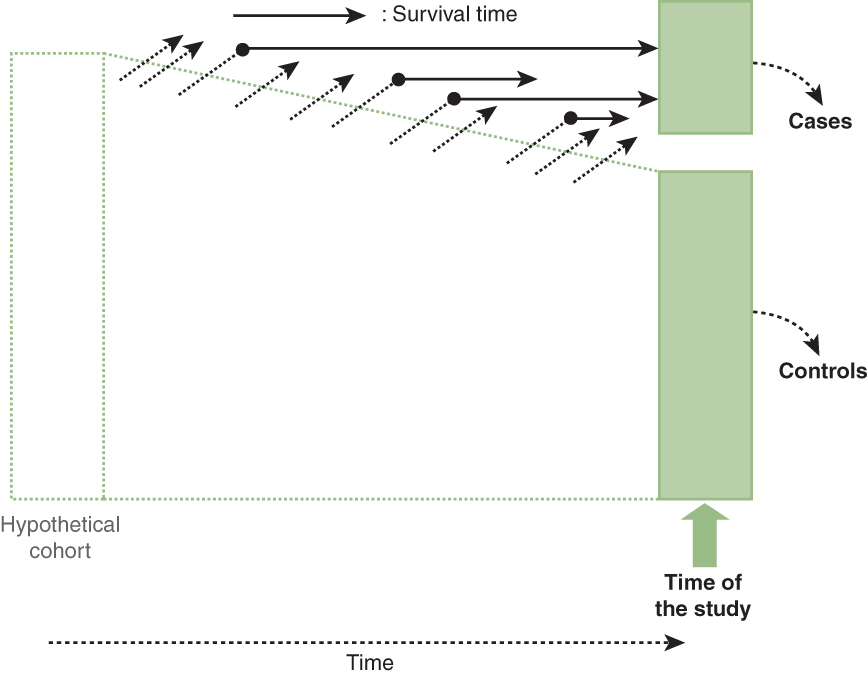 : Survival time
Cases
Controls
Hypothetical
cohort
Time of
the study
Time